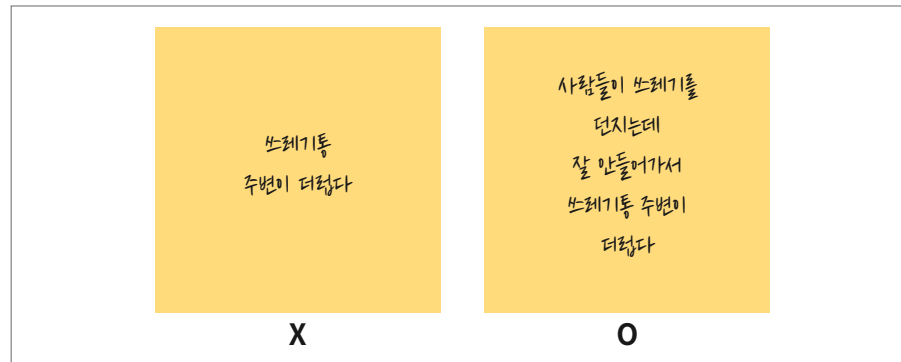 쓰레기통
주변이 더럽다
X
사람들이 쓰레기를
던지는데
잘 안들어가서
쓰레기통 주변이
더럽다
O